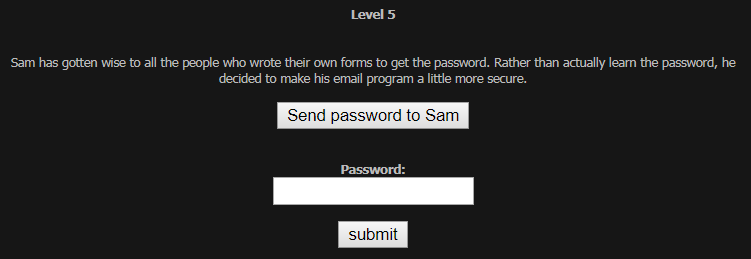 Level 5
Sam has gotten wise to all the people who wrote their own forms to get the password. Rather than actually learn the password, he
decided to make his email program a little more secure.
Send password to Sam
Password:
submit